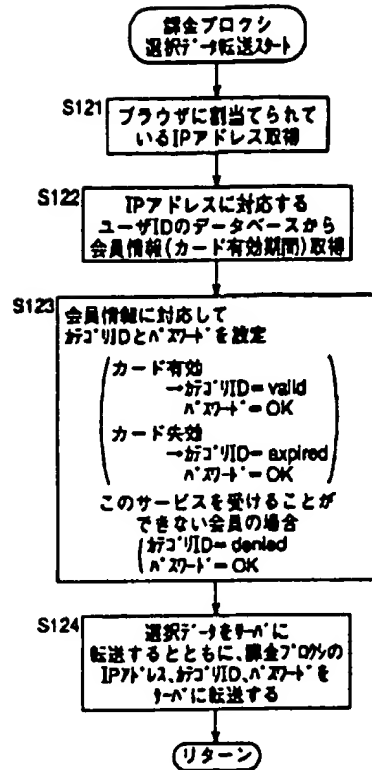 課金プロクシ
選択データ転送スタート
S121
ブラウザに割当てられて
いるIPアドレス取得
S122
IPアドレスに対応する
ユーザIDのデータベースから
会員情報(カード有効期間)取得
S123
会員情報に対応して
カテゴリIDとパスワードを設定
カード有効
→カテゴリID=valid
パスワード=OK
カード失効
→カテゴリID=expired
パスワード=OK
このサービスを受けることが
できない会員の場合
カテゴリID=denied
パスワード=OK
S124
選択データをサーバに
転送するとともに、課金プロクシの
IPアドレス、カテゴリID、パスワードを
サーバに転送する
リターン